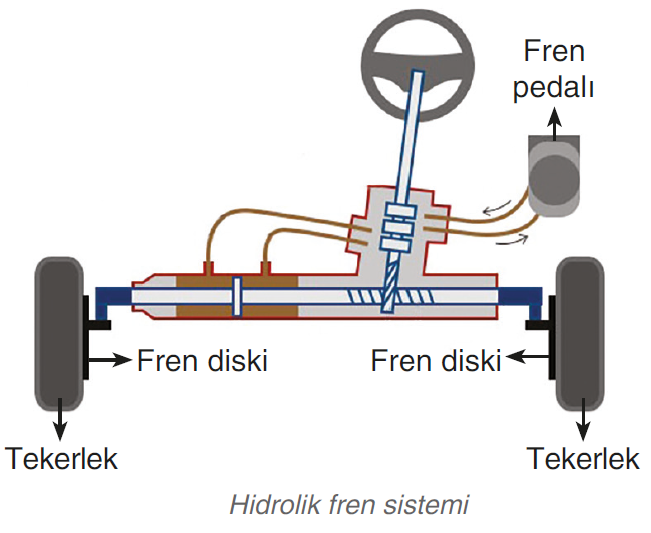 Fren
pedalı
Fren diski
Fren diski
Tekerlek
Tekerlek
Hidrolik fren sistemi